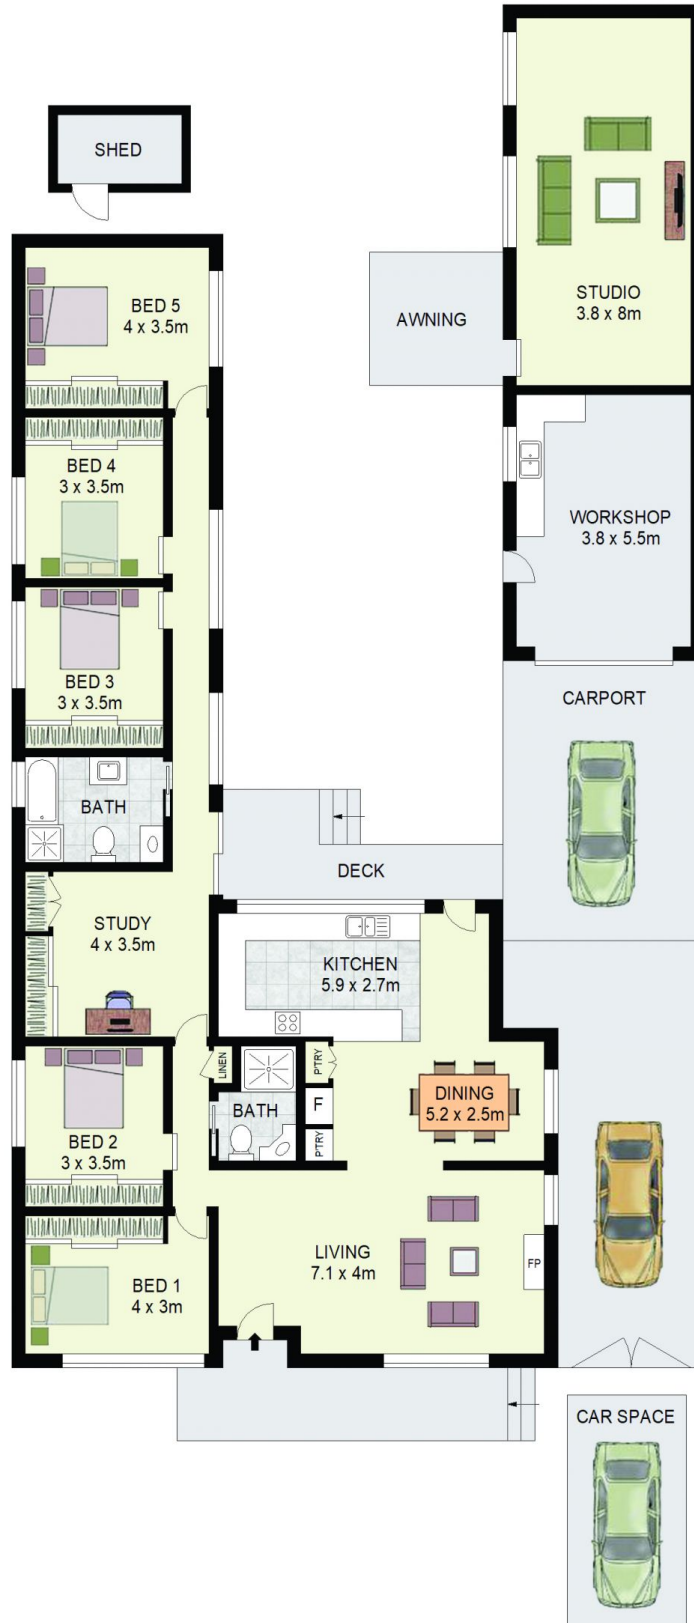 SHED
STUDIO
3.8 x 8m
BED 5
4 x 3.5m
AWNING
BED 4
3 x 3.5m
WORKSHOP
3.8 x 5.5m
BED 3
3 x 3.5m
CARPORT
BATH
DECK
STUDY
4 x 3.5m
KITCHEN
5.9 x 2.7m
LINEN
P'TRY
BATH
F
DINING
5.2 x 2.5m
P'TRY
BED 2
3 x 3.5m
LIVING
7.1 x 4m
FP
BED 1
4 x 3m
CAR SPACE